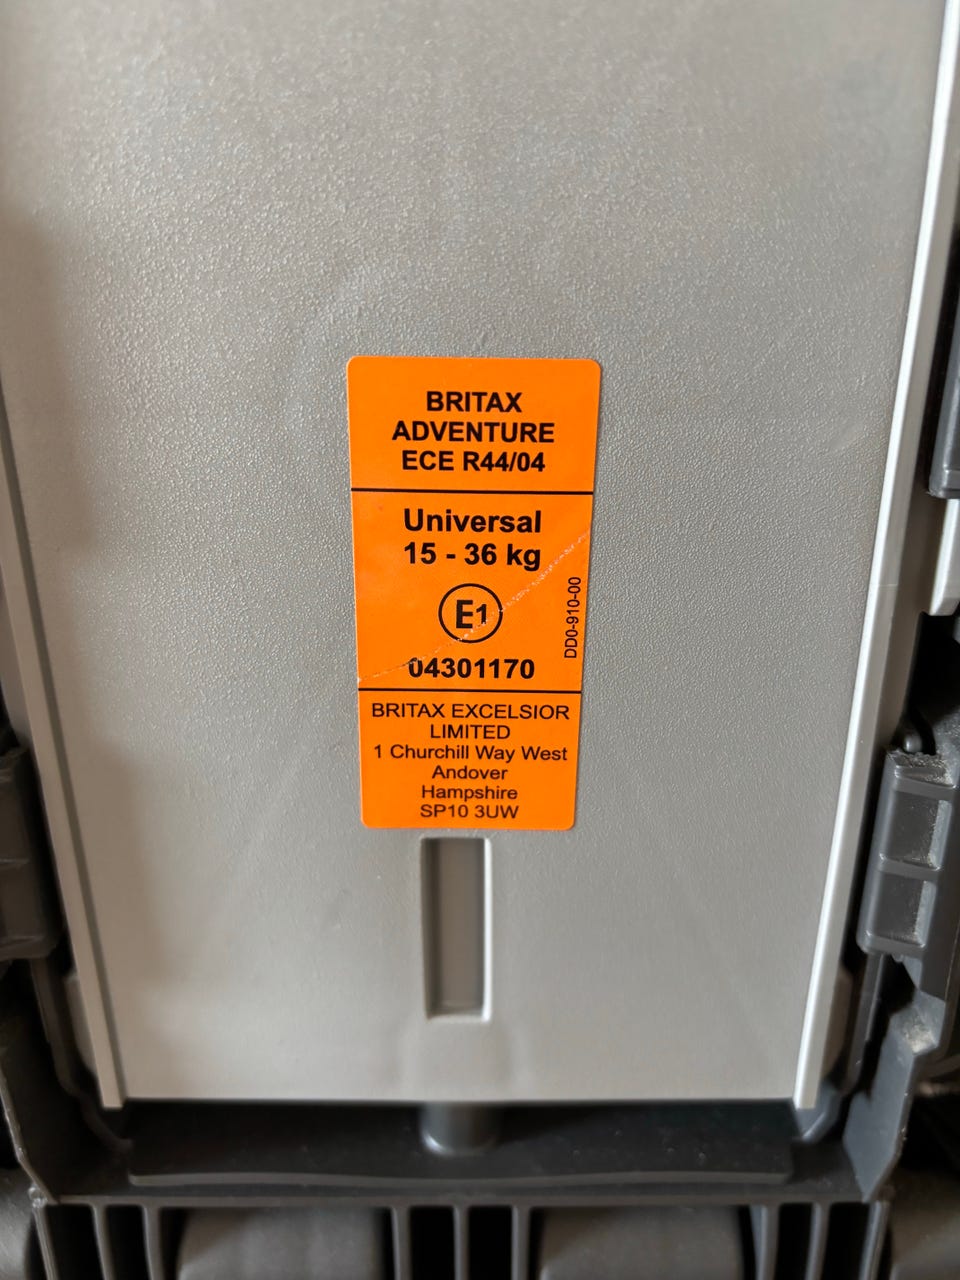 BRITAX
ADVENTURE
ECE R44/04
Universal
15 - 36 kg
E1
04301170
DD0-910-00
BRITAX EXCELSIOR
LIMITED
1 Churchill Way West
Andover
Hampshire
SP10 3UW